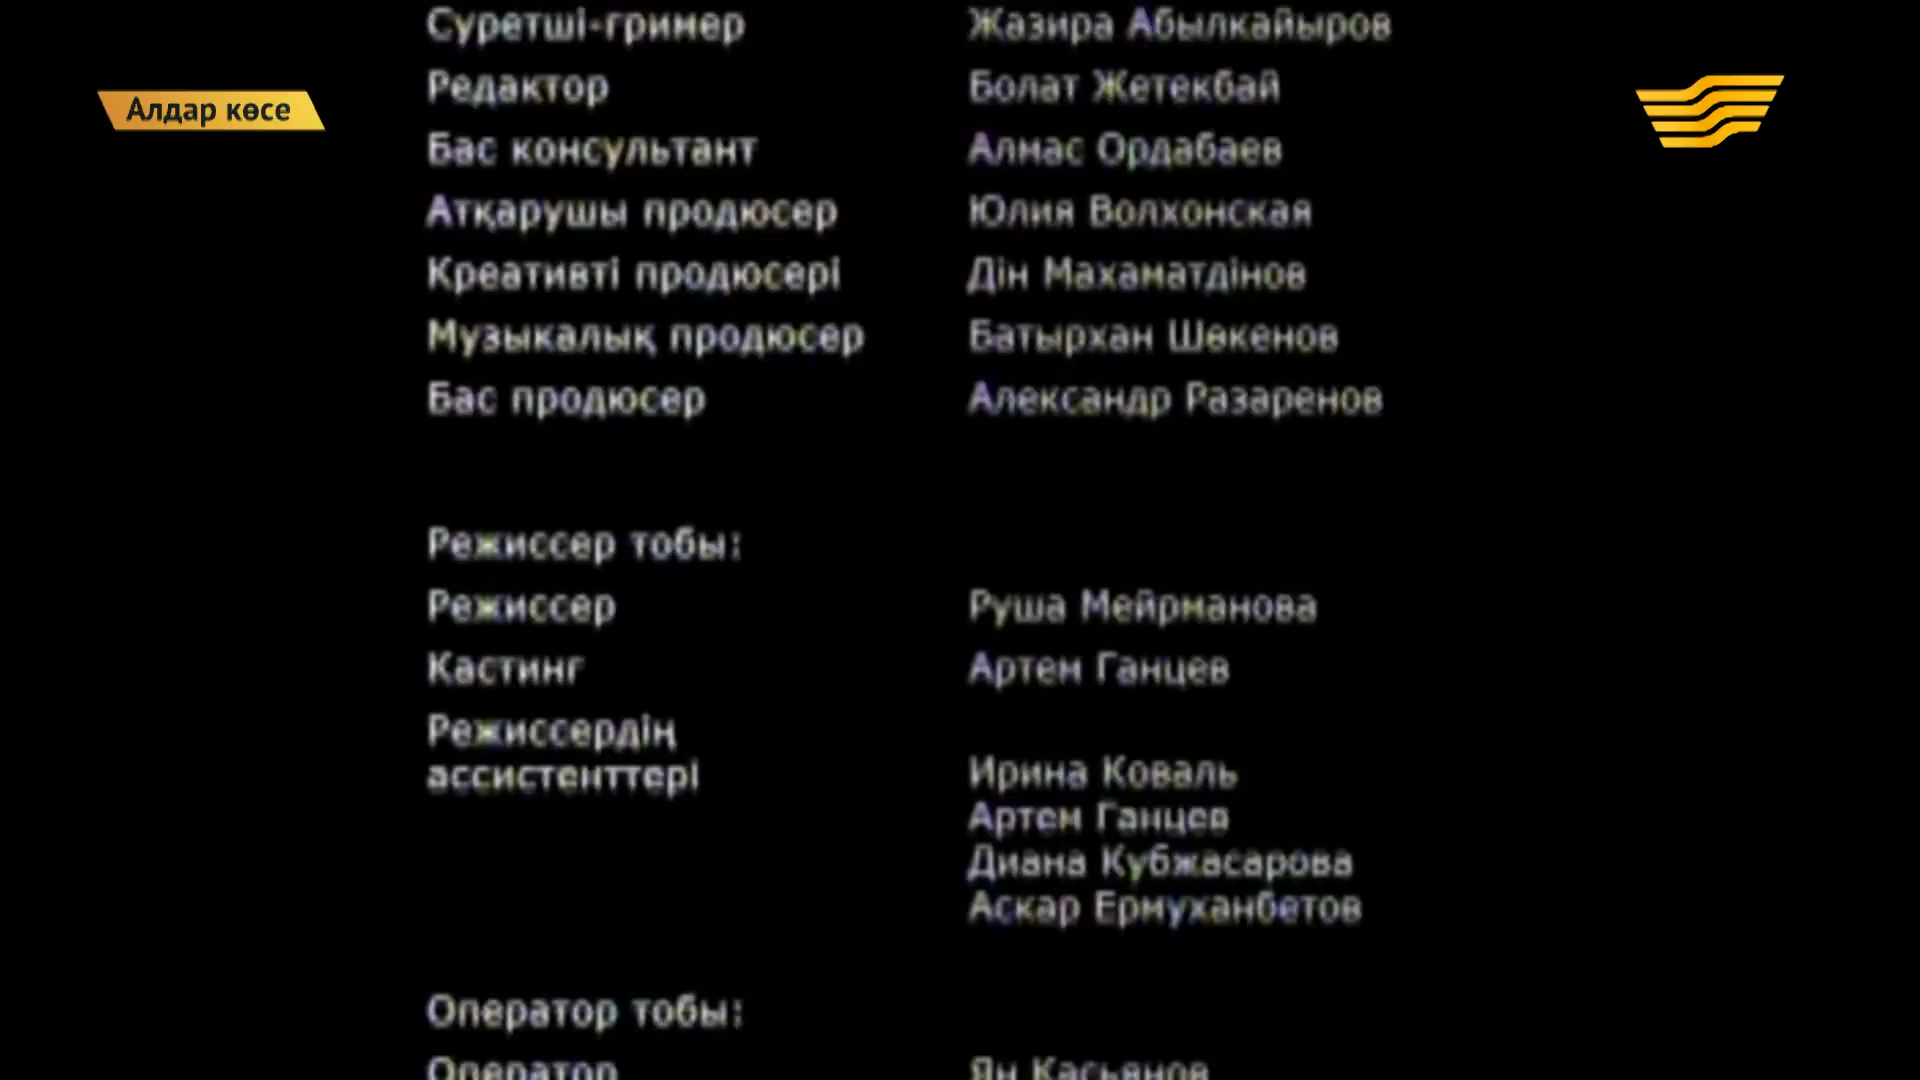 Суретші-гример Жазира Абылкайыров
Алдар көсе
Редактор Болат Жетекбай
Бас консультант Алмас Ордабаев
Атқарушы продюсер Юлия Волхонская
Креативті продюсері Дін Махаматдінов
Музыкалық продюсер Батырхан Шөкенов
Бас продюсер Александр Разаренов
Режиссер тобы:
Режиссер Руша Мейрманова
Кастинг Артем Ганцев
Режиссердің
ассистенттері Ирина Коваль
Артем Ганцев
Диана Кубжасарова
Аскар Ермуханбетов
Оператор тобы:
Оператор Ян Касьянов